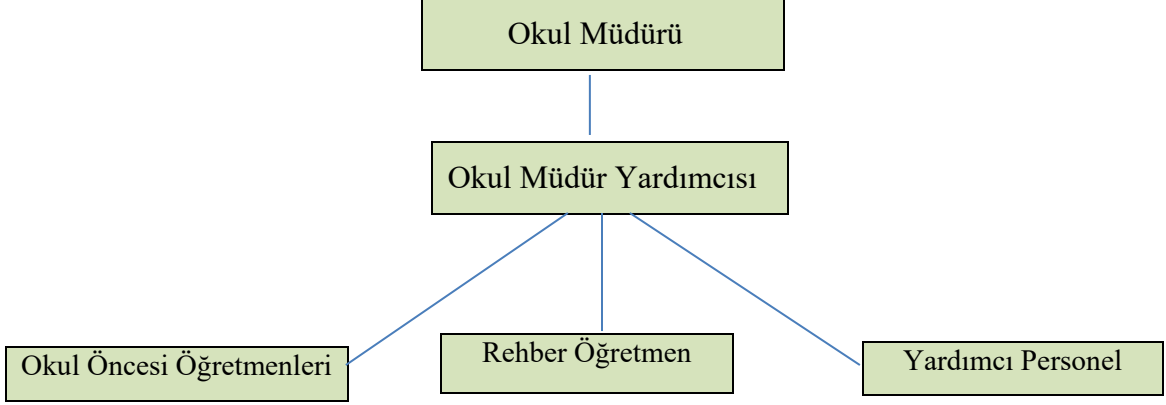 Okul Müdürü
Okul Müdür Yardımcısı
Okul Öncesi Öğretmenleri
Rehber Öğretmen
Yardımcı Personel